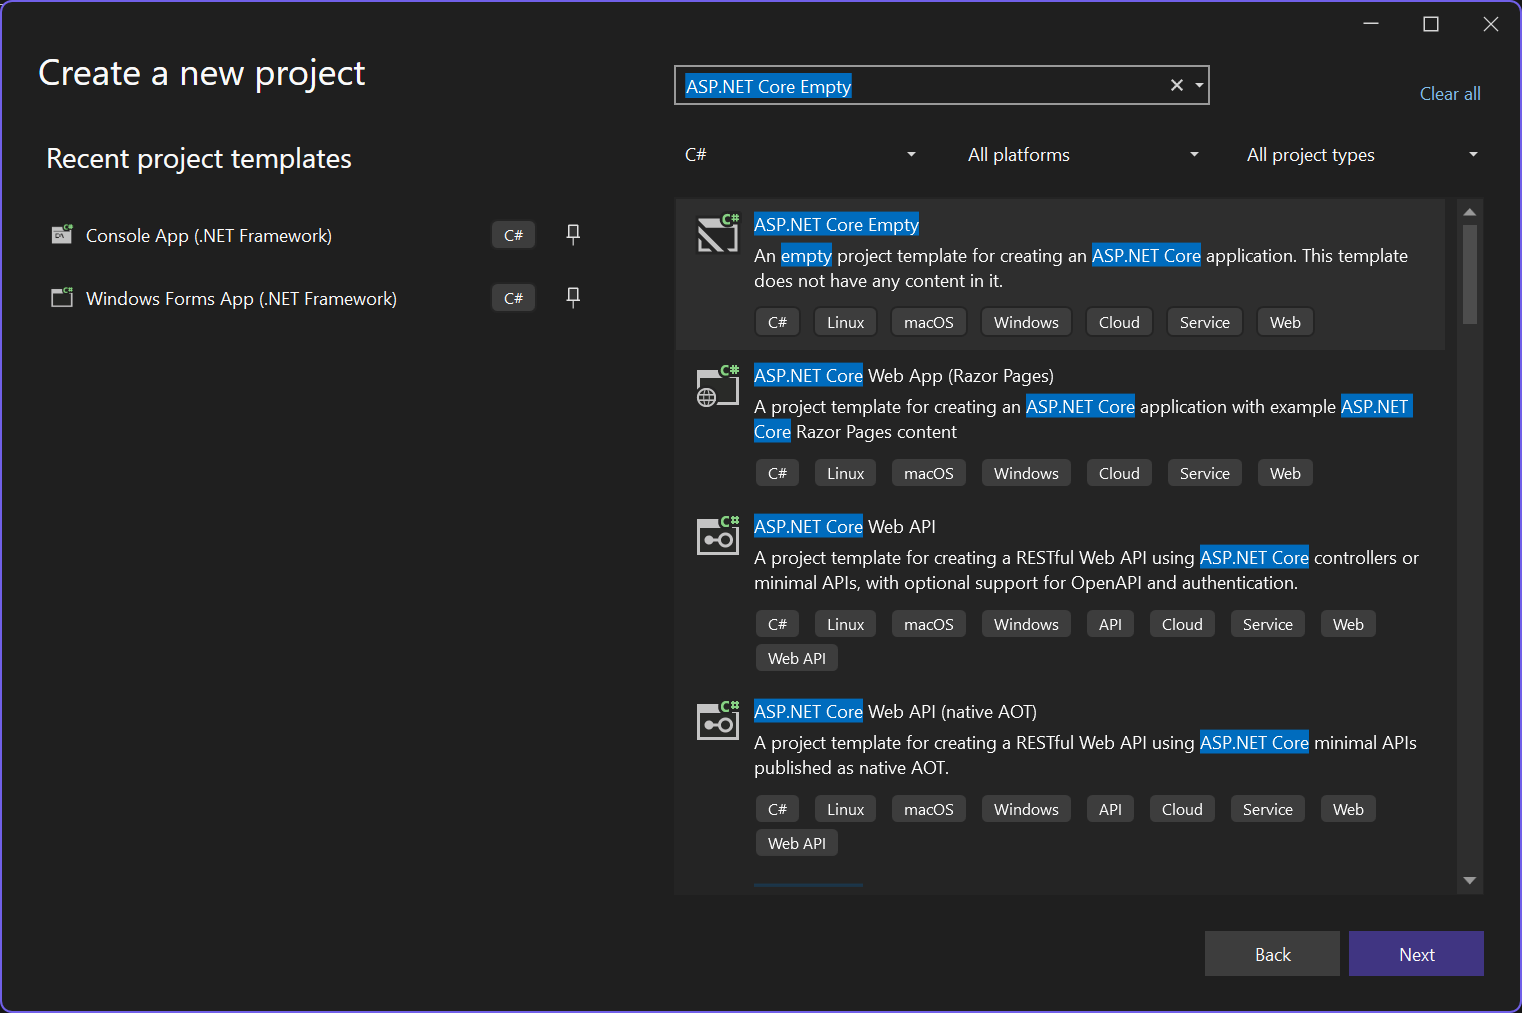 Create a new project
ASP.NET Core Empty
Clear all
Recent project templates
C#
All platforms
All project types
Console App (.NET Framework)
C#
Windows Forms App (.NET Framework)
C#
C#
ASP.NET Core Empty
An empty project template for creating an ASP.NET Core application. This template
does not have any content in it.
C# Linux macOS Windows Cloud Service Web
C#
ASP.NET Core Web App (Razor Pages)
A project template for creating an ASP.NET Core application with example ASP.NET
Core Razor Pages content
C# Linux macOS Windows Cloud Service Web
C#
ASP.NET Core Web API
A project template for creating a RESTful Web API using ASP.NET Core controllers or
minimal APIs, with optional support for OpenAPI and authentication.
C# Linux macOS Windows API Cloud Service Web
Web API
C#
ASP.NET Core Web API (native AOT)
A project template for creating a RESTful Web API using ASP.NET Core minimal APIs
published as native AOT.
C# Linux macOS Windows API Cloud Service Web
Web API
Back
Next